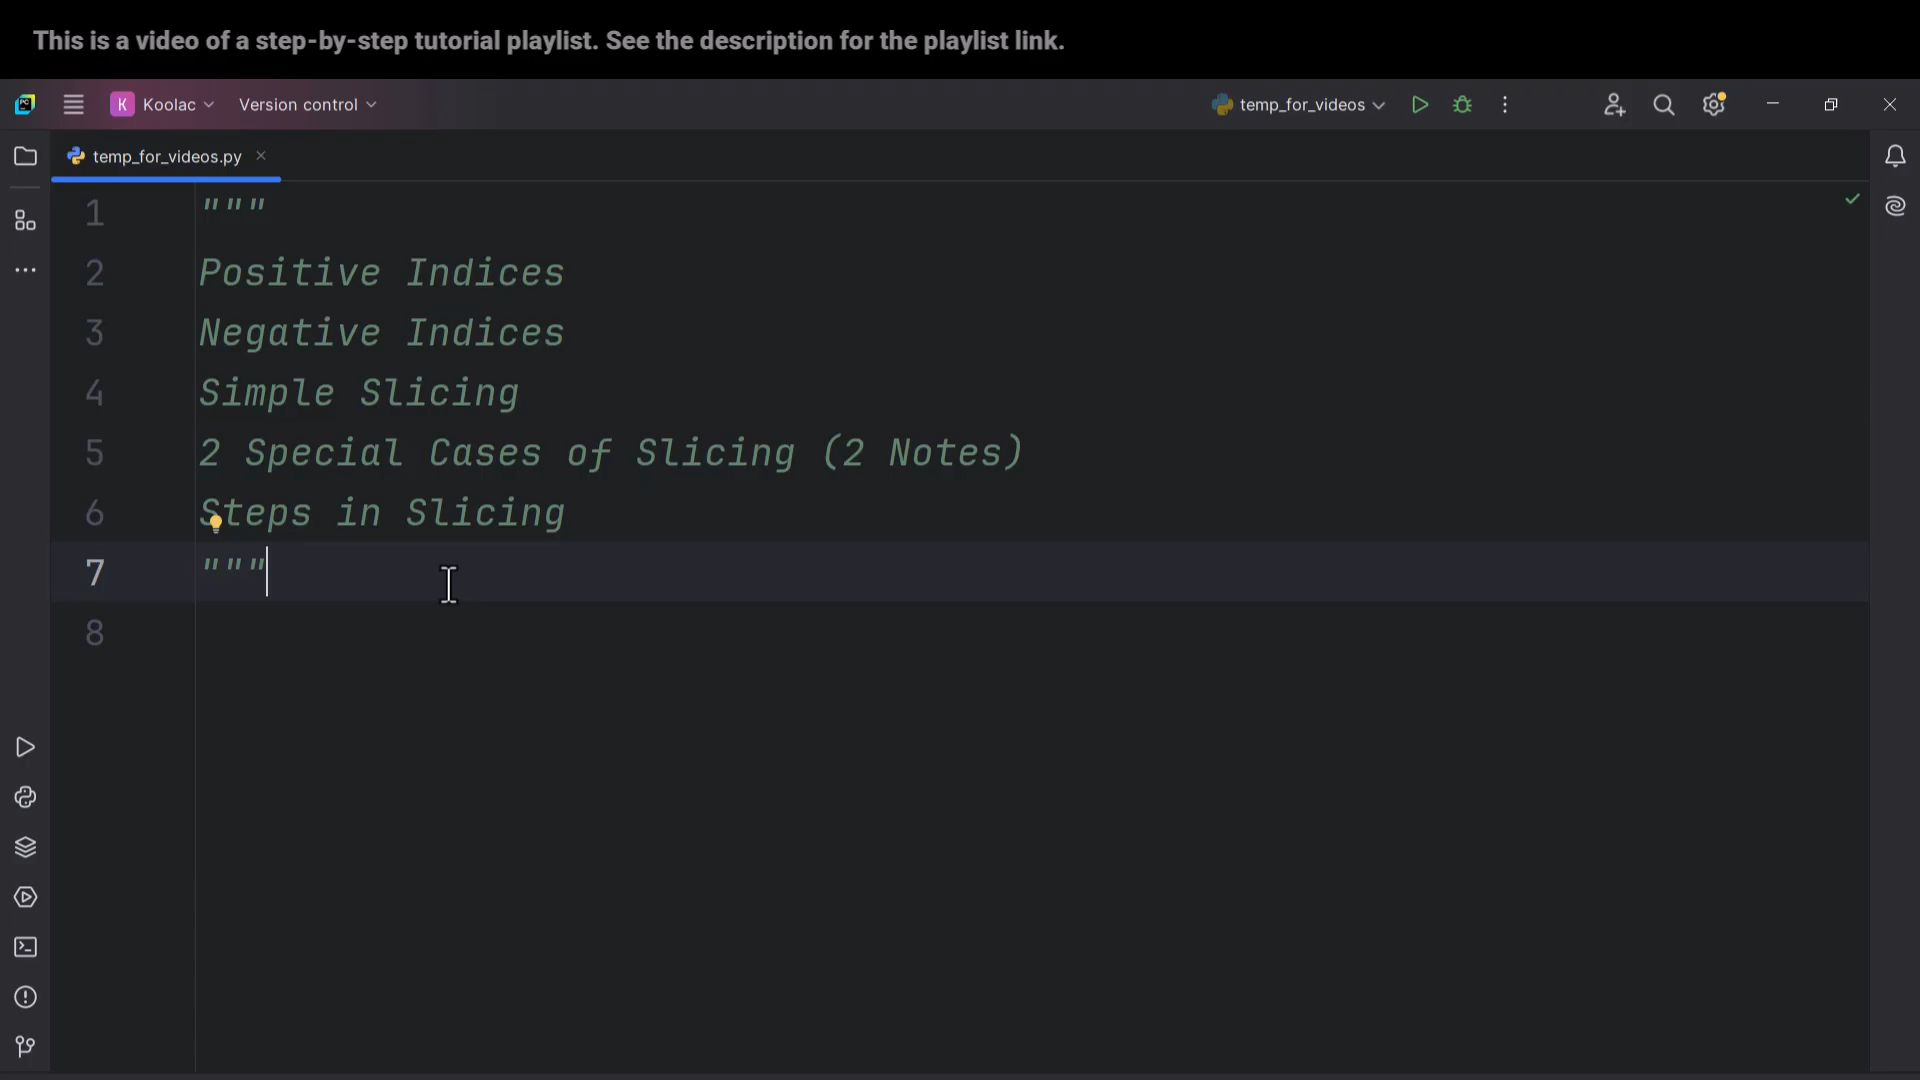 This is a video of a step-by-step tutorial playlist. See the description for the playlist link.
K Koolac Version control temp_for_videos
temp_for_videos.py
1 """
2 Positive Indices
3 Negative Indices
4 Simple Slicing
5 2 Special Cases of Slicing (2 Notes)
6 Steps in Slicing
7 """
8